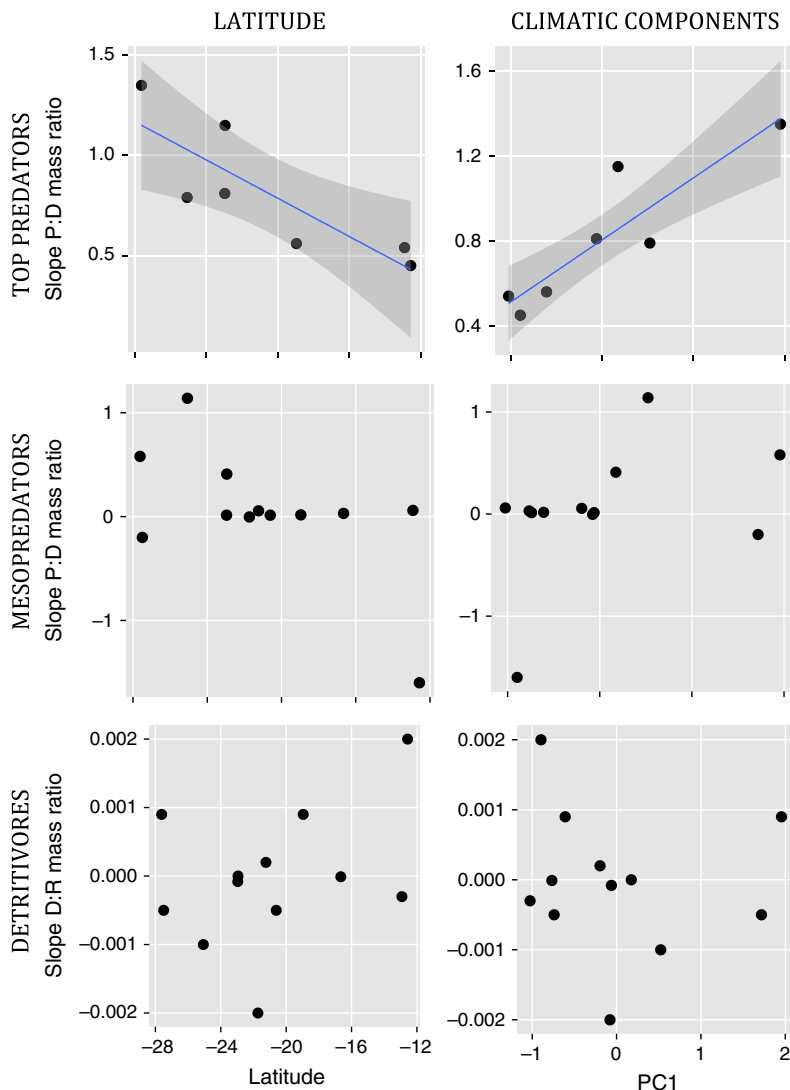 LATITUDE
CLIMATIC COMPONENTS
TOP PREDATORS
Slope P:D mass ratio
1.5
1.0
0.5
1.6
1.2
0.8
0.4
MESOPREDATORS
Slope P:D mass ratio
1
0
−1
1
0
−1
DETRITIVORES
Slope D:R mass ratio
0.002
0.001
0.000
−0.001
−0.002
0.002
0.001
0.000
−0.001
−0.002
−28 −24 −20 −16 −12
Latitude
−1 0 1 2
PC1